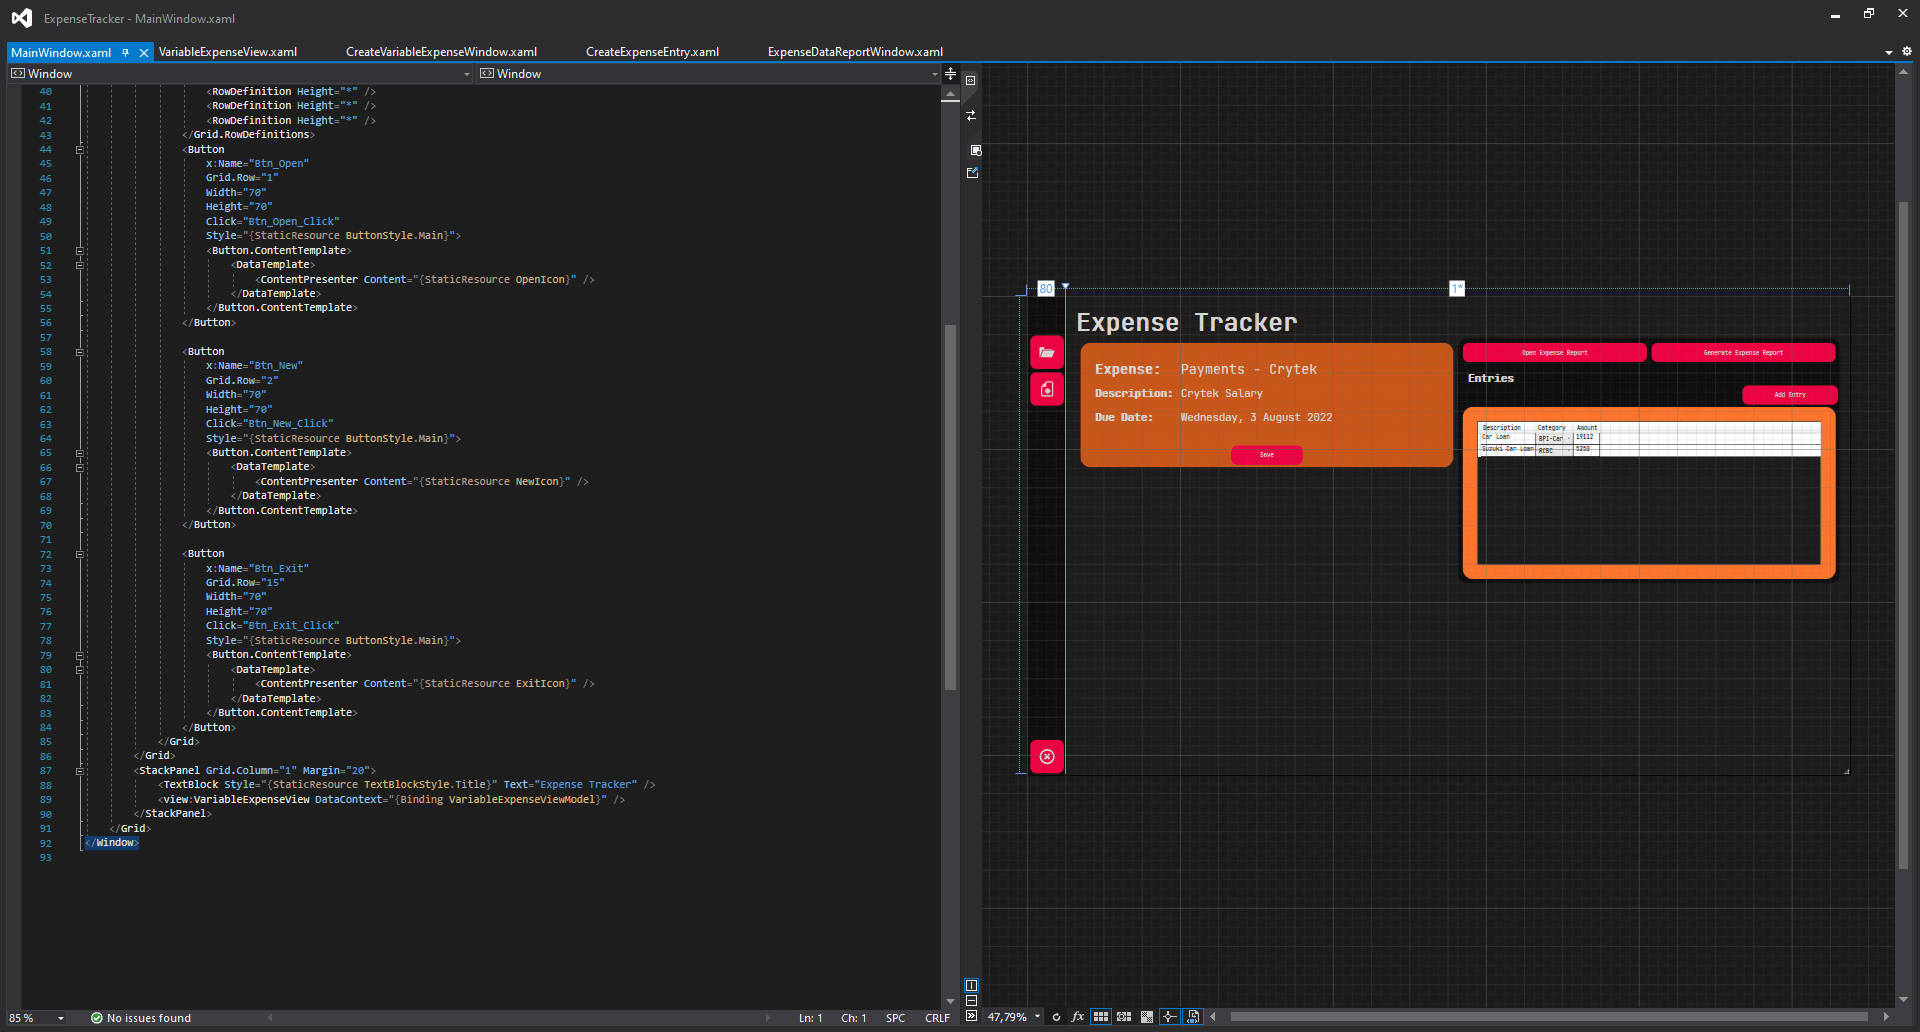 ExpenseTracker - MainWindow.xaml
MainWindow.xaml VariableExpenseView.xaml CreateVariableExpenseWindow.xaml CreateExpenseEntry.xaml ExpenseDataReportWindow.xaml
Window Window
40 <RowDefinition Height="*" />
41 <RowDefinition Height="*" />
42 <RowDefinition Height="*" />
43 </Grid.RowDefinitions>
44 <Button
45 x:Name="Btn_Open"
46 Grid.Row="1"
47 Width="70"
48 Height="70"
49 Click="Btn_Open_Click"
50 Style="{StaticResource ButtonStyle.Main}">
51 <Button.ContentTemplate>
52 <DataTemplate>
53 <ContentPresenter Content="{StaticResource OpenIcon}" />
54 </DataTemplate>
55 </Button.ContentTemplate>
56 </Button>
57
58 <Button
59 x:Name="Btn_New"
60 Grid.Row="2"
61 Width="70"
62 Height="70"
63 Click="Btn_New_Click"
64 Style="{StaticResource ButtonStyle.Main}">
65 <Button.ContentTemplate>
66 <DataTemplate>
67 <ContentPresenter Content="{StaticResource NewIcon}" />
68 </DataTemplate>
69 </Button.ContentTemplate>
70 </Button>
71
72 <Button
73 x:Name="Btn_Exit"
74 Grid.Row="15"
75 Width="70"
76 Height="70"
77 Click="Btn_Exit_Click"
78 Style="{StaticResource ButtonStyle.Main}">
79 <Button.ContentTemplate>
80 <DataTemplate>
81 <ContentPresenter Content="{StaticResource ExitIcon}" />
82 </DataTemplate>
83 </Button.ContentTemplate>
84 </Button>
85 </Grid>
86 </Grid>
87 <StackPanel Grid.Column="1" Margin="20">
88 <TextBlock Style="{StaticResource TextBlockStyle.Title}" Text="Expense Tracker" />
89 <view:VariableExpenseView DataContext="{Binding VariableExpenseViewModel}" />
90 </StackPanel>
91 </Grid>
92 </Window>
93
85 % No issues found Ln: 1 Ch: 1 SPC CRLF
80 1*
Expense Tracker
Expense: Payments - Crytek
Description: Crytek Salary
Due Date: Wednesday, 3 August 2022
Save
Open Expense Report Generate Expense Report
Entries
Add Entry
Description Category Amount
Car Loan BPI-Car 19112
Suzuki Car Loan RCBC 5250
47,79% fx